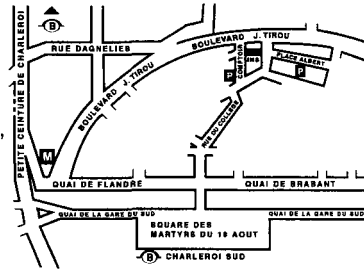 B
RUE DAGNELIES
BOULEVARD J. TIROU
PLACE ALBERT
COMPTOIR
P
P
PETITE CEINTURE DE CHARLEROI
BOULEVARD J. TIROU
RUE DU COLLÈGE
M
QUAI DE FLANDRE
QUAI DE BRABANT
QUAI DE LA GARE DU SUD
QUAI DE LA GARE DU SUD
SQUARE DES
MARTYRS DU 18 AOUT
B CHARLEROI SUD